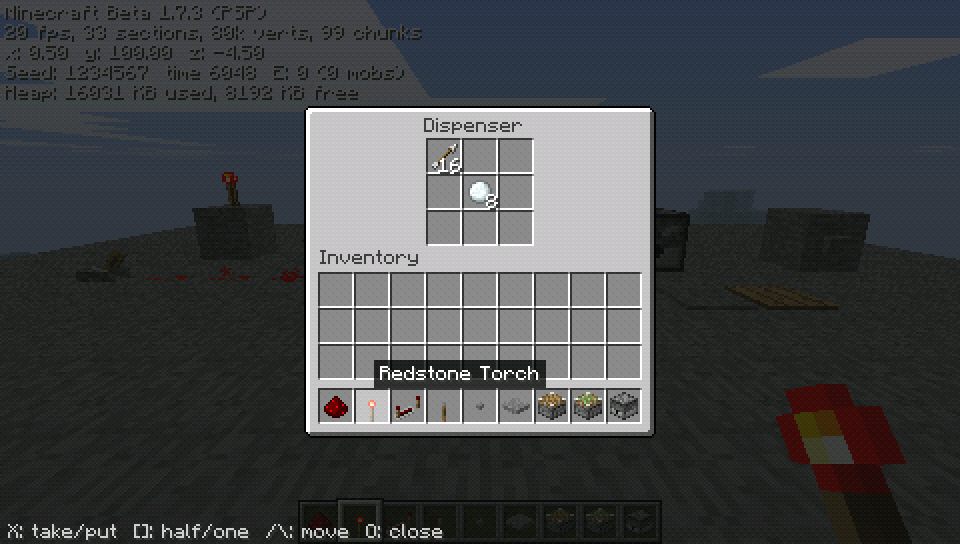 Minecraft Beta 1.7.3 (PSP)
20 fps, 33 sections, 80k verts, 99 chunks
x: 0.50 y: 100.00 z: -4.50
Seed: 1234567 time 6048 E: 0 (0 mobs)
Heap: 16031 KB used, 8192 KB free
Dispenser
16
8
Inventory
Redstone Torch
X: take/put []: half/one /\: move O: close